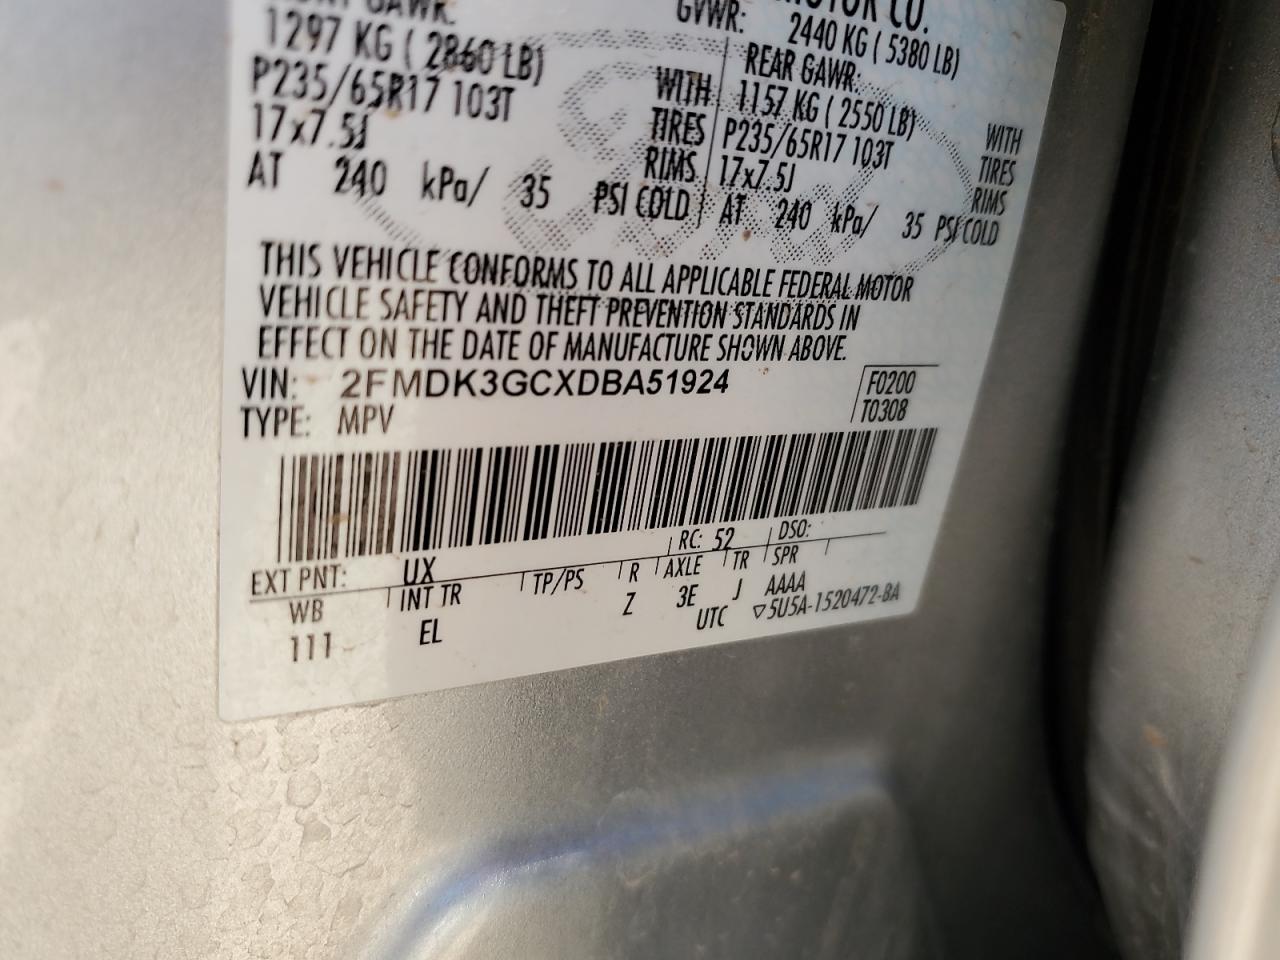 MOTOR CO.
FRONT GAWR: GVWR: 2440 KG ( 5380 LB)
1297 KG ( 2860 LB) REAR GAWR:
WITH 1157 KG ( 2550 LB) WITH
P235/65R17 103T TIRES P235/65R17 103T TIRES
17x7.5J RIMS 17x7.5J RIMS
AT 240 kPa/ 35 PSI COLD AT 240 kPa/ 35 PSI COLD
THIS VEHICLE CONFORMS TO ALL APPLICABLE FEDERAL MOTOR
VEHICLE SAFETY AND THEFT PREVENTION STANDARDS IN
EFFECT ON THE DATE OF MANUFACTURE SHOWN ABOVE.
VIN: 2FMDK3GCXDBA51924 F0200
TYPE: MPV T0308
EXT PNT: UX RC: 52 DSO:
WB INT TR TP/PS R AXLE TR SPR
111 EL Z 3E J AAAA
UTC ▽5U5A-1520472-BA